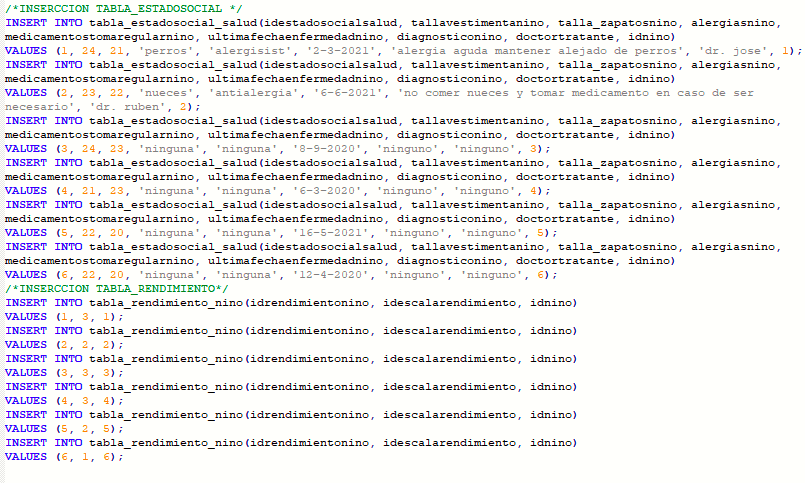 /*INSERCCION TABLA_ESTADOSOCIAL */
INSERT INTO tabla_estadosocial_salud(idestadosocialsalud, tallavestimentanino, talla_zapatosnino, alergiasnino,
medicamentostomaregularnino, ultimafechaenfermedadnino, diagnosticonino, doctortratante, idnino)
VALUES (1, 24, 21, 'perros', 'alergisist', '2-3-2021', 'alergia aguda mantener alejado de perros', 'dr. jose', 1);
INSERT INTO tabla_estadosocial_salud(idestadosocialsalud, tallavestimentanino, talla_zapatosnino, alergiasnino,
medicamentostomaregularnino, ultimafechaenfermedadnino, diagnosticonino, doctortratante, idnino)
VALUES (2, 23, 22, 'nueces', 'antialergia', '6-6-2021', 'no comer nueces y tomar medicamento en caso de ser
necesario', 'dr. ruben', 2);
INSERT INTO tabla_estadosocial_salud(idestadosocialsalud, tallavestimentanino, talla_zapatosnino, alergiasnino,
medicamentostomaregularnino, ultimafechaenfermedadnino, diagnosticonino, doctortratante, idnino)
VALUES (3, 24, 23, 'ninguna', 'ninguna', '8-9-2020', 'ninguno', 'ninguno', 3);
INSERT INTO tabla_estadosocial_salud(idestadosocialsalud, tallavestimentanino, talla_zapatosnino, alergiasnino,
medicamentostomaregularnino, ultimafechaenfermedadnino, diagnosticonino, doctortratante, idnino)
VALUES (4, 21, 23, 'ninguna', 'ninguna', '6-3-2020', 'ninguno', 'ninguno', 4);
INSERT INTO tabla_estadosocial_salud(idestadosocialsalud, tallavestimentanino, talla_zapatosnino, alergiasnino,
medicamentostomaregularnino, ultimafechaenfermedadnino, diagnosticonino, doctortratante, idnino)
VALUES (5, 22, 20, 'ninguna', 'ninguna', '16-5-2021', 'ninguno', 'ninguno', 5);
INSERT INTO tabla_estadosocial_salud(idestadosocialsalud, tallavestimentanino, talla_zapatosnino, alergiasnino,
medicamentostomaregularnino, ultimafechaenfermedadnino, diagnosticonino, doctortratante, idnino)
VALUES (6, 22, 20, 'ninguna', 'ninguna', '12-4-2020', 'ninguno', 'ninguno', 6);
/*INSERCCION TABLA_RENDIMIENTO*/
INSERT INTO tabla_rendimiento_nino(idrendimientonino, idescalarendimiento, idnino)
VALUES (1, 3, 1);
INSERT INTO tabla_rendimiento_nino(idrendimientonino, idescalarendimiento, idnino)
VALUES (2, 2, 2);
INSERT INTO tabla_rendimiento_nino(idrendimientonino, idescalarendimiento, idnino)
VALUES (3, 3, 3);
INSERT INTO tabla_rendimiento_nino(idrendimientonino, idescalarendimiento, idnino)
VALUES (4, 3, 4);
INSERT INTO tabla_rendimiento_nino(idrendimientonino, idescalarendimiento, idnino)
VALUES (5, 2, 5);
INSERT INTO tabla_rendimiento_nino(idrendimientonino, idescalarendimiento, idnino)
VALUES (6, 1, 6);